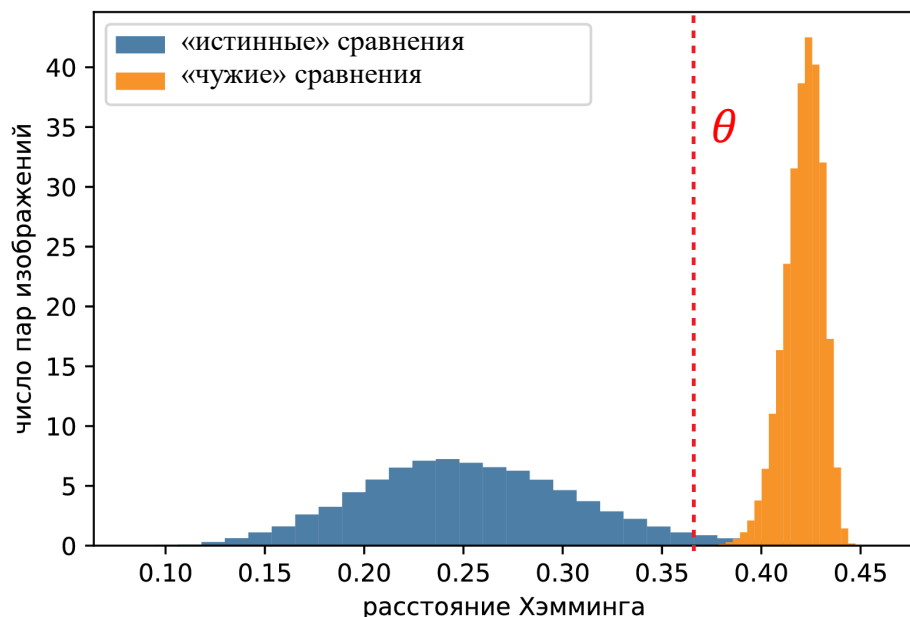 «истинные» сравнения
«чужие» сравнения
θ
число пар изображений
40
35
30
25
20
15
10
5
0
0.10 0.15 0.20 0.25 0.30 0.35 0.40 0.45
расстояние Хэмминга